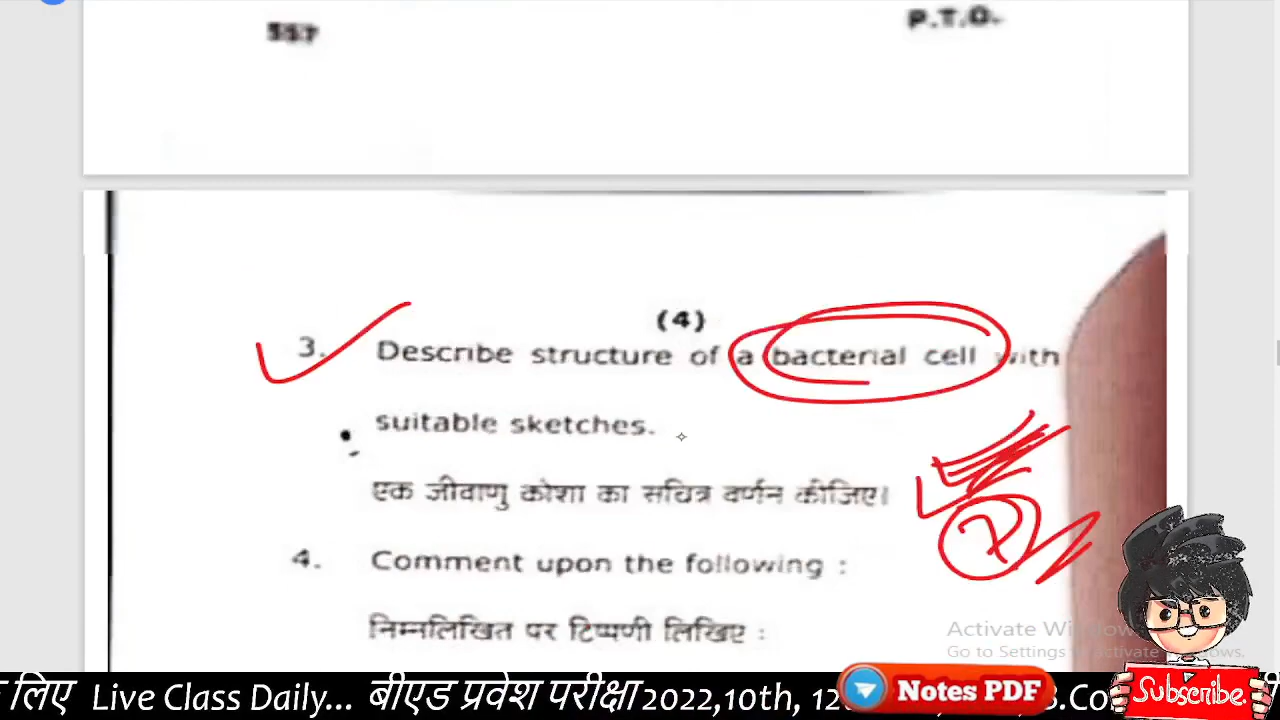 557
P.T.O.
(4)
3. Describe structure of a bacterial cell with
suitable sketches.
एक जीवाणु कोशा का सचित्र वर्णन कीजिए।
4. Comment upon the following :
निम्नलिखित पर टिप्पणी लिखिए :
Activate Windows
Go to Settings to activate Windows.
लिए Live Class Daily... बीएड प्रवेश परीक्षा 2022,10th,
Notes PDF
Subscribe.